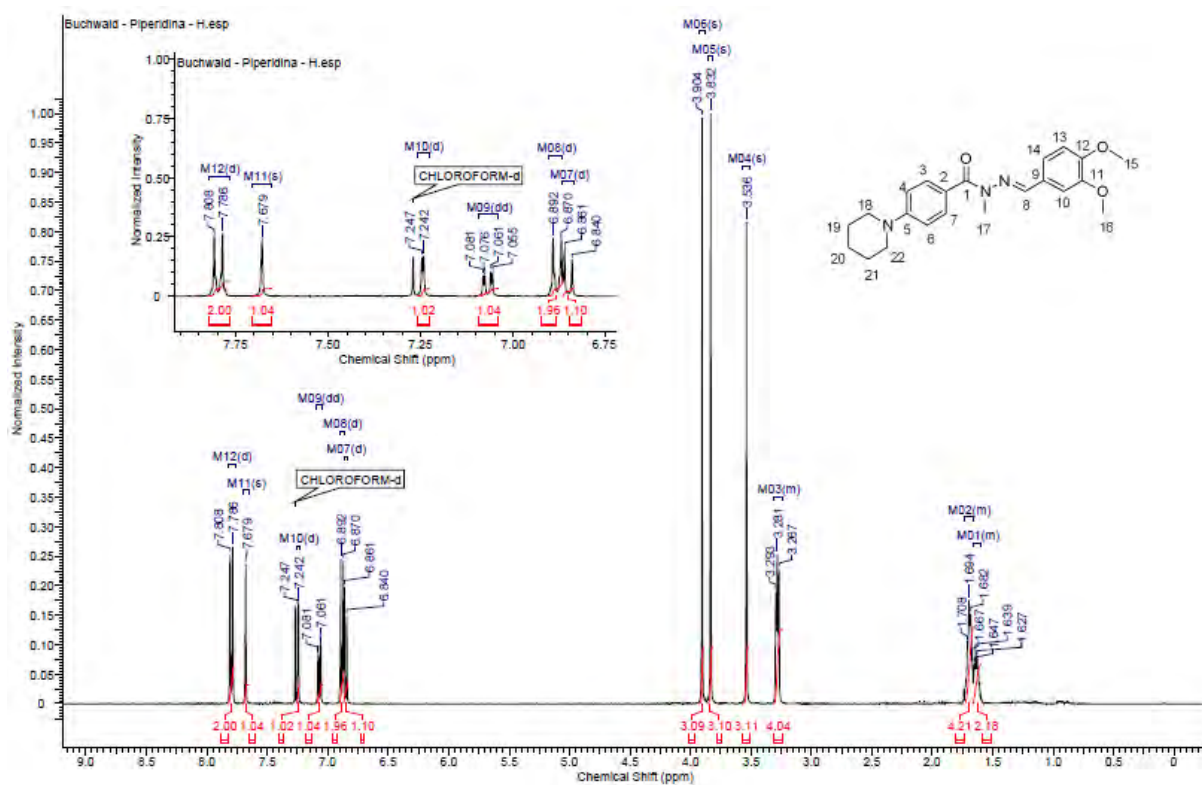 Buchwald - Piperidina - H.esp
Buchwald - Piperidina - H.esp
Normalized Intensity
1.00
0.75
0.50
0.25
0
M12(d)
7.808
7.786
M11(s)
7.679
M10(d)
CHLOROFORM-d
7.247
7.242
M09(dd)
7.081
7.076
7.061
7.055
M08(d)
M07(d)
6.892
6.870
6.861
6.840
2.00 1.04 1.02 1.04 1.96 1.10
7.75 7.50 7.25 7.00 6.75
Chemical Shift (ppm)
M06(s)
M05(s)
3.904
3.832
M04(s)
3.536
O
N
N
N
O
O
1
2
3
4
5
6
7
8
9
10
11
12
13
14
15
16
CH3
17
18
19
20
21
22
Normalized Intensity
1.00
0.95
0.90
0.85
0.80
0.75
0.70
0.65
0.60
0.55
0.50
0.45
0.40
0.35
0.30
0.25
0.20
0.15
0.10
0.05
0
M12(d)
7.808
7.786
M11(s)
7.679
M09(dd)
M08(d)
M07(d)
CHLOROFORM-d
M10(d)
7.247
7.242
7.081
7.061
6.892
6.870
6.861
6.840
M03(m)
3.293
3.281
3.267
M02(m)
M01(m)
1.708
1.694
1.682
1.667
1.647
1.639
1.627
2.00 1.04 1.02 1.04 1.96 1.10 3.09 3.10 3.11 4.04 4.21 2.18
9.0 8.5 8.0 7.5 7.0 6.5 6.0 5.5 5.0 4.5 4.0 3.5 3.0 2.5 2.0 1.5 1.0 0.5 0
Chemical Shift (ppm)